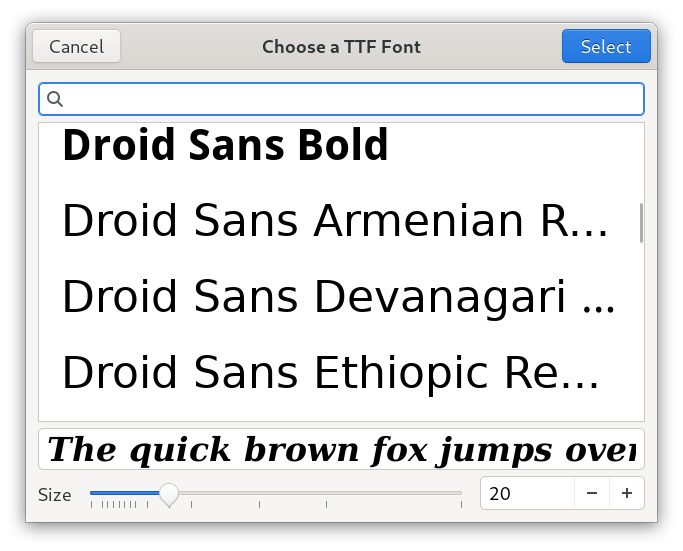 Cancel Choose a TTF Font Select
Droid Sans Bold
Droid Sans Armenian R...
Droid Sans Devanagari ...
Droid Sans Ethiopic Re...
The quick brown fox jumps over
Size 20 − +